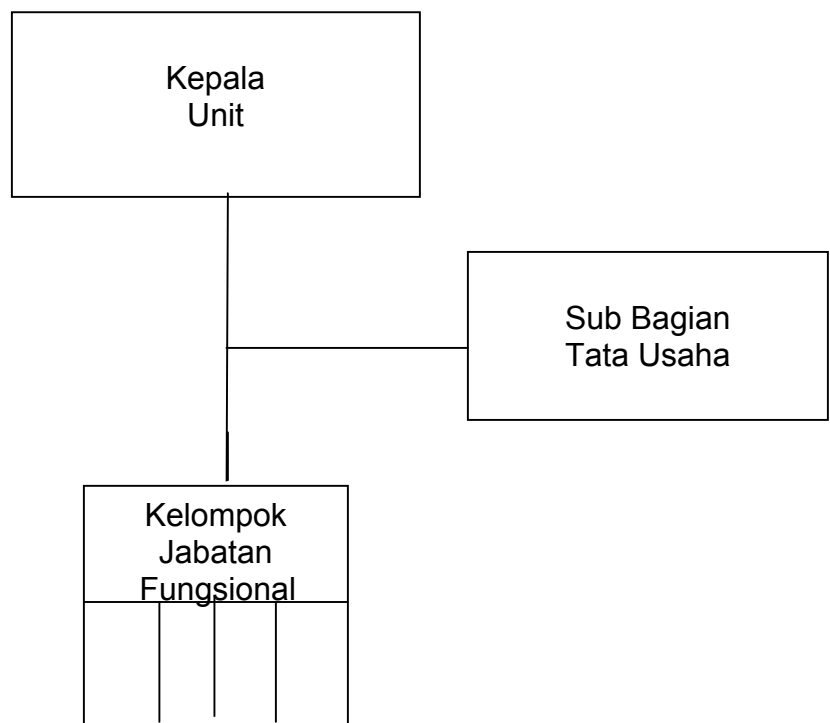 Kepala
Unit
Sub Bagian
Tata Usaha
Kelompok
Jabatan
Fungsional